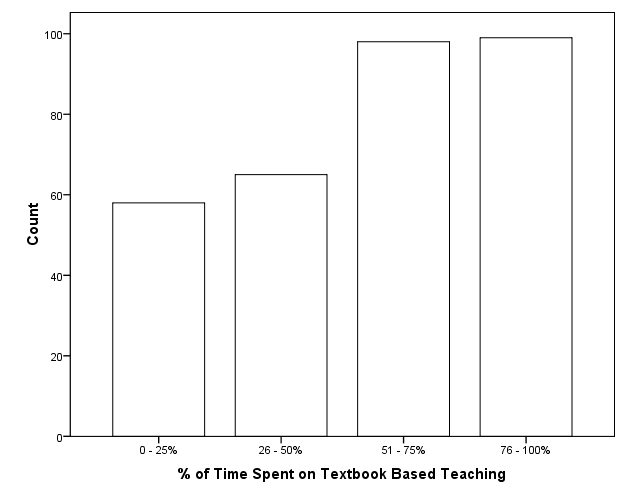 100
80
60
40
20
0
Count
0 - 25%
26 - 50%
51 - 75%
76 - 100%
% of Time Spent on Textbook Based Teaching